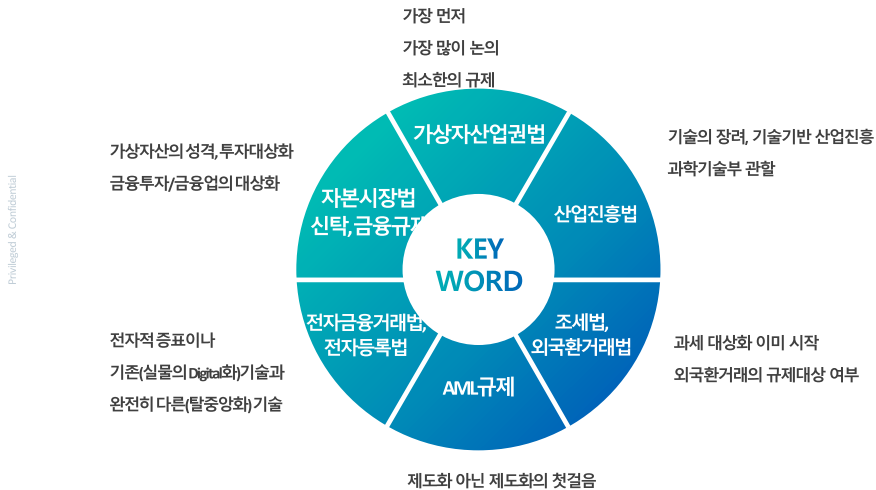 가장 먼저
가장 많이 논의
최소한의 규제
가상자산업권법
기술의 장려, 기술기반 산업진흥
과학기술부 관할
산업진흥법
가상자산의 성격,투자대상화
금융투자/금융업의 대상화
자본시장법
신탁, 금융규제
KEY
WORD
조세법,
외국환거래법
과세 대상화 이미 시작
외국환거래의 규제대상 여부
전자금융거래법,
전자등록법
전자적 증표이나
기존(실물의 Digital화)기술과
완전히 다른(탈중앙화) 기술
AML규제
제도화 아닌 제도화의 첫걸음
Privileged & Confidential